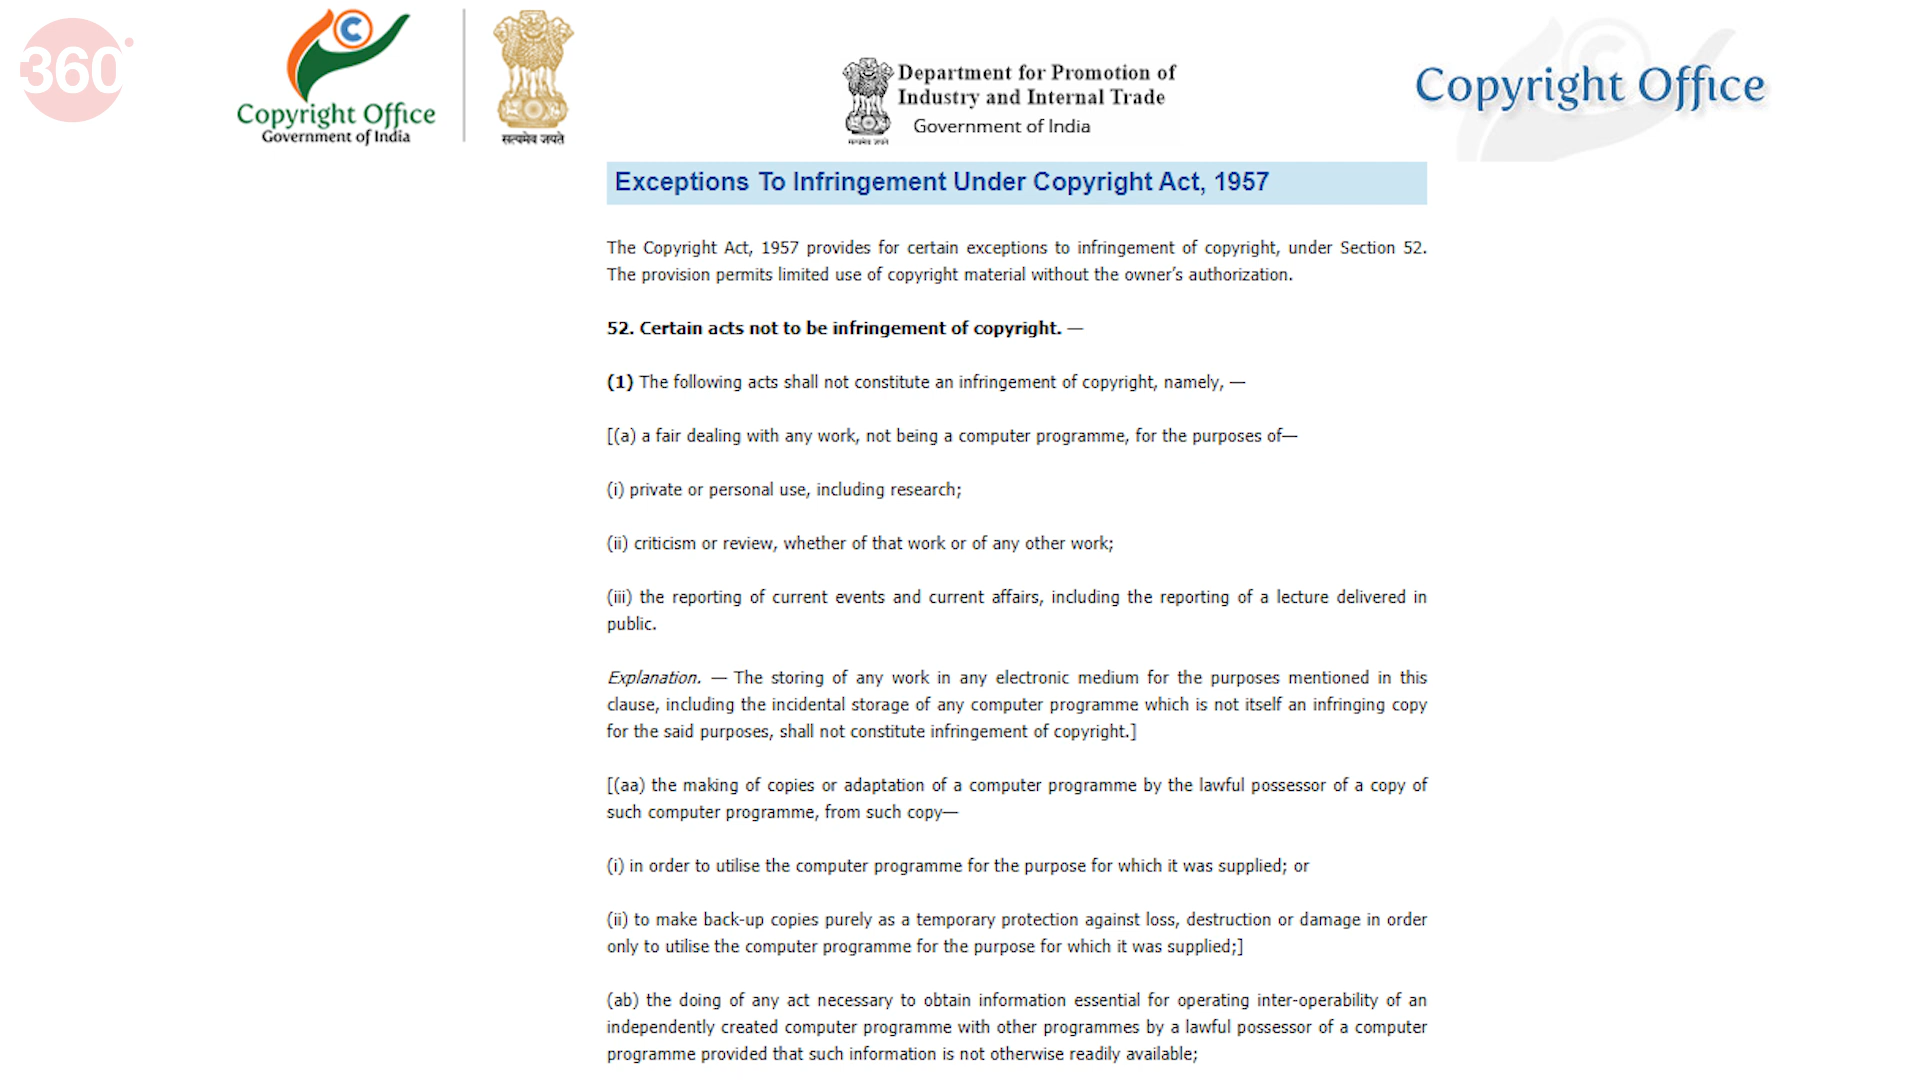 360°
Copyright Office
Government of India
सत्यमेव जयते
Department for Promotion of
Industry and Internal Trade
Government of India
सत्यमेव जयते
Copyright Office
Exceptions To Infringement Under Copyright Act, 1957
The Copyright Act, 1957 provides for certain exceptions to infringement of copyright, under Section 52.
The provision permits limited use of copyright material without the owner’s authorization.
52. Certain acts not to be infringement of copyright. —
(1) The following acts shall not constitute an infringement of copyright, namely, —
[(a) a fair dealing with any work, not being a computer programme, for the purposes of—
(i) private or personal use, including research;
(ii) criticism or review, whether of that work or of any other work;
(iii) the reporting of current events and current affairs, including the reporting of a lecture delivered in
public.
Explanation. — The storing of any work in any electronic medium for the purposes mentioned in this
clause, including the incidental storage of any computer programme which is not itself an infringing copy
for the said purposes, shall not constitute infringement of copyright.]
[(aa) the making of copies or adaptation of a computer programme by the lawful possessor of a copy of
such computer programme, from such copy—
(i) in order to utilise the computer programme for the purpose for which it was supplied; or
(ii) to make back-up copies purely as a temporary protection against loss, destruction or damage in order
only to utilise the computer programme for the purpose for which it was supplied;]
(ab) the doing of any act necessary to obtain information essential for operating inter-operability of an
independently created computer programme with other programmes by a lawful possessor of a computer
programme provided that such information is not otherwise readily available;